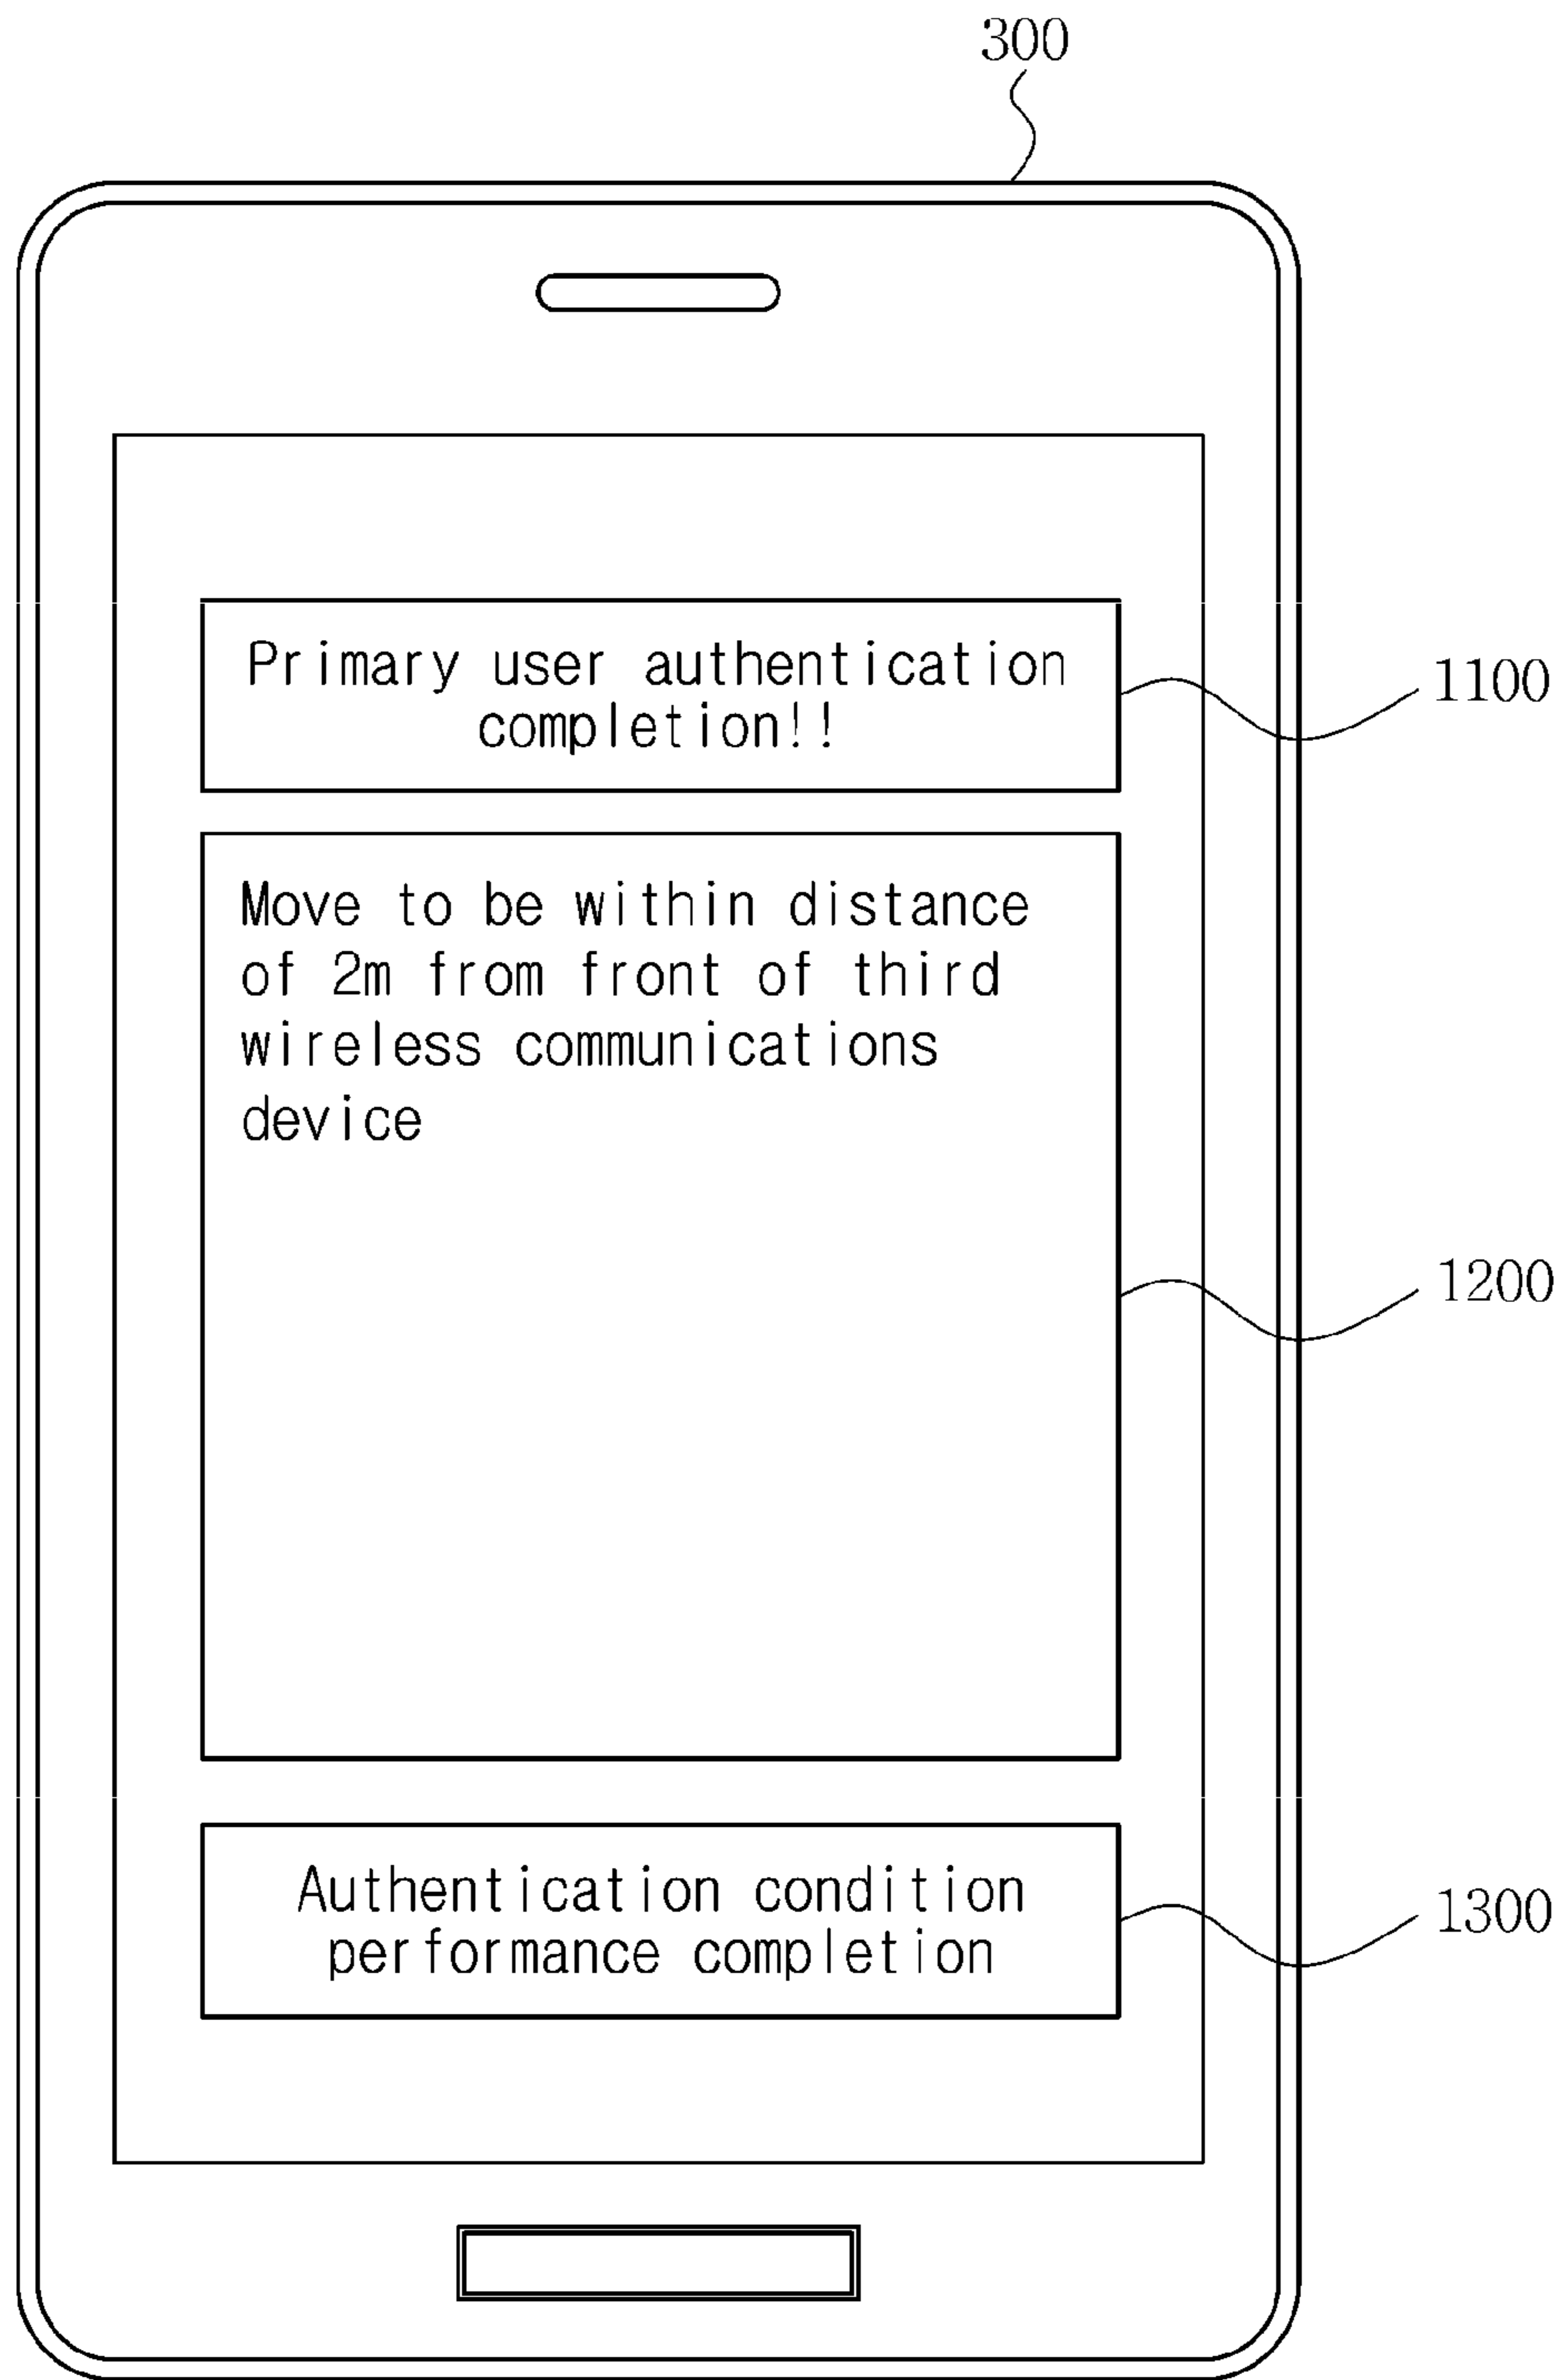 300
Primary user authentication
completion!!
1100
Move to be within distance
of 2m from front of third
wireless communications
device
1200
Authentication condition
performance completion
1300